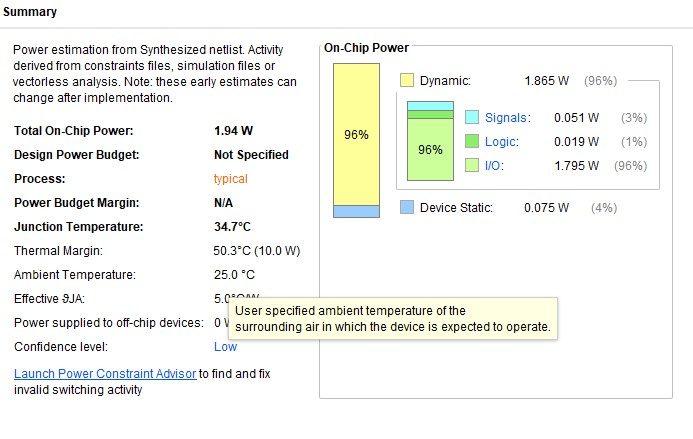 Summary
Power estimation from Synthesized netlist. Activity
derived from constraints files, simulation files or
vectorless analysis. Note: these early estimates can
change after implementation.
Total On-Chip Power: 1.94 W
Design Power Budget: Not Specified
Process: typical
Power Budget Margin: N/A
Junction Temperature: 34.7°C
Thermal Margin: 50.3°C (10.0 W)
Ambient Temperature: 25.0 °C
Effective ϑJA: 5.0°C/W
Power supplied to off-chip devices: 0 W
Confidence level: Low
Launch Power Constraint Advisor to find and fix
invalid switching activity
User specified ambient temperature of the
surrounding air in which the device is expected to operate.
On-Chip Power
96%
Dynamic: 1.865 W (96%)
96%
Signals: 0.051 W (3%)
Logic: 0.019 W (1%)
I/O: 1.795 W (96%)
Device Static: 0.075 W (4%)